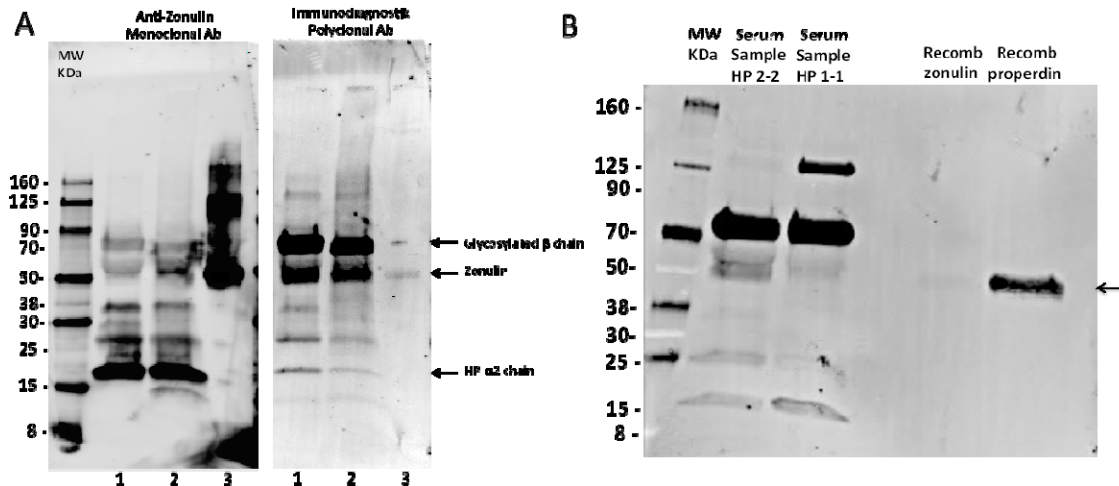 A
Anti-Zonulin
Monoclonal Ab
Immunodiagnostik
Polyclonal Ab
MW
KDa
160 -
125 -
90 -
70 -
50 -
38 -
30 -
25 -
15 -
8 -
Glycosylated β chain
Zonulin
HP α2 chain
1 2 3
1 2 3
B
MW
KDa
Serum
Sample
HP 2-2
Serum
Sample
HP 1-1
Recomb
zonulin
Recomb
properdin
160 -
125 -
90 -
70 -
50 -
38 -
30 -
25 -
15 -
8 -